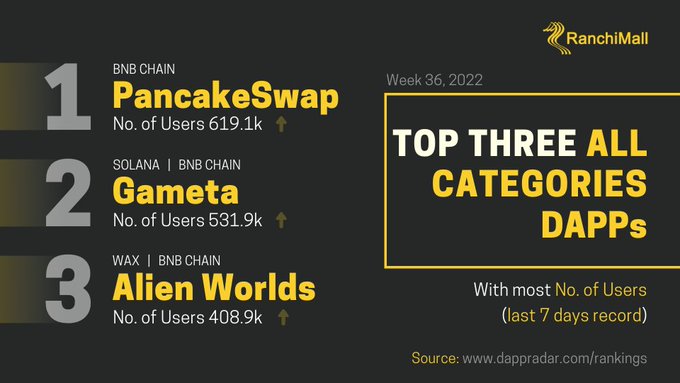 RanchiMall
1
BNB CHAIN
PancakeSwap
No. of Users 619.1k
2
SOLANA | BNB CHAIN
Gameta
No. of Users 531.9k
3
WAX | BNB CHAIN
Alien Worlds
No. of Users 408.9k
Week 36, 2022
TOP THREE ALL
CATEGORIES
DAPPs
With most No. of Users
(last 7 days record)
Source: www.dappradar.com/rankings